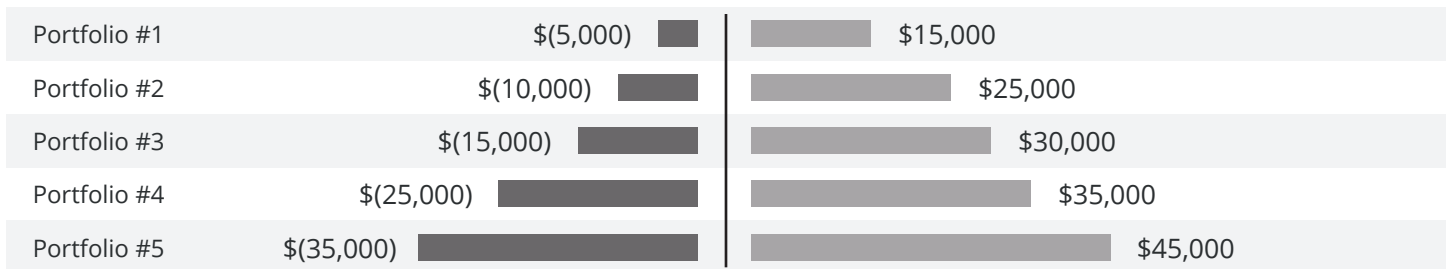 Portfolio #1 $(5,000) $15,000
Portfolio #2 $(10,000) $25,000
Portfolio #3 $(15,000) $30,000
Portfolio #4 $(25,000) $35,000
Portfolio #5 $(35,000) $45,000